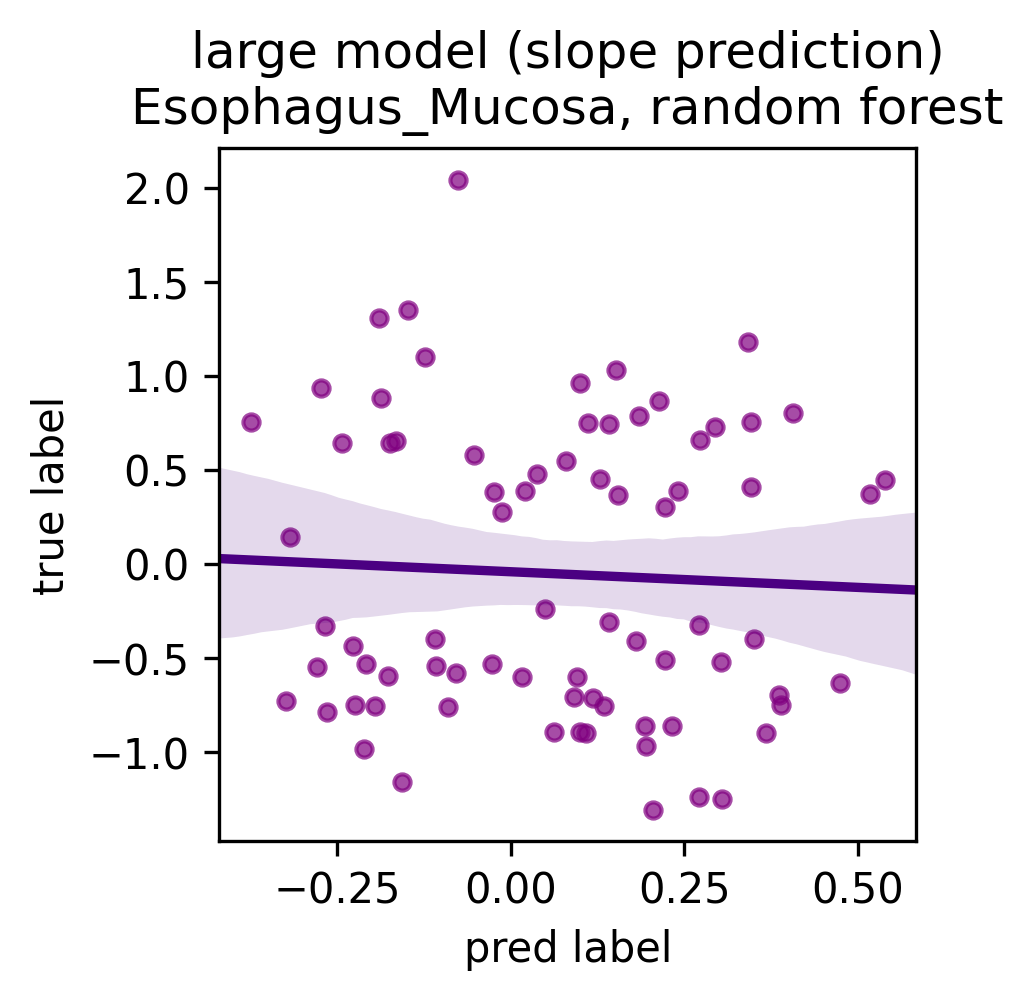 large model (slope prediction)
Esophagus_Mucosa, random forest
2.0
1.5
1.0
0.5
0.0
−0.5
−1.0
true label
−0.25
0.00
0.25
0.50
pred label